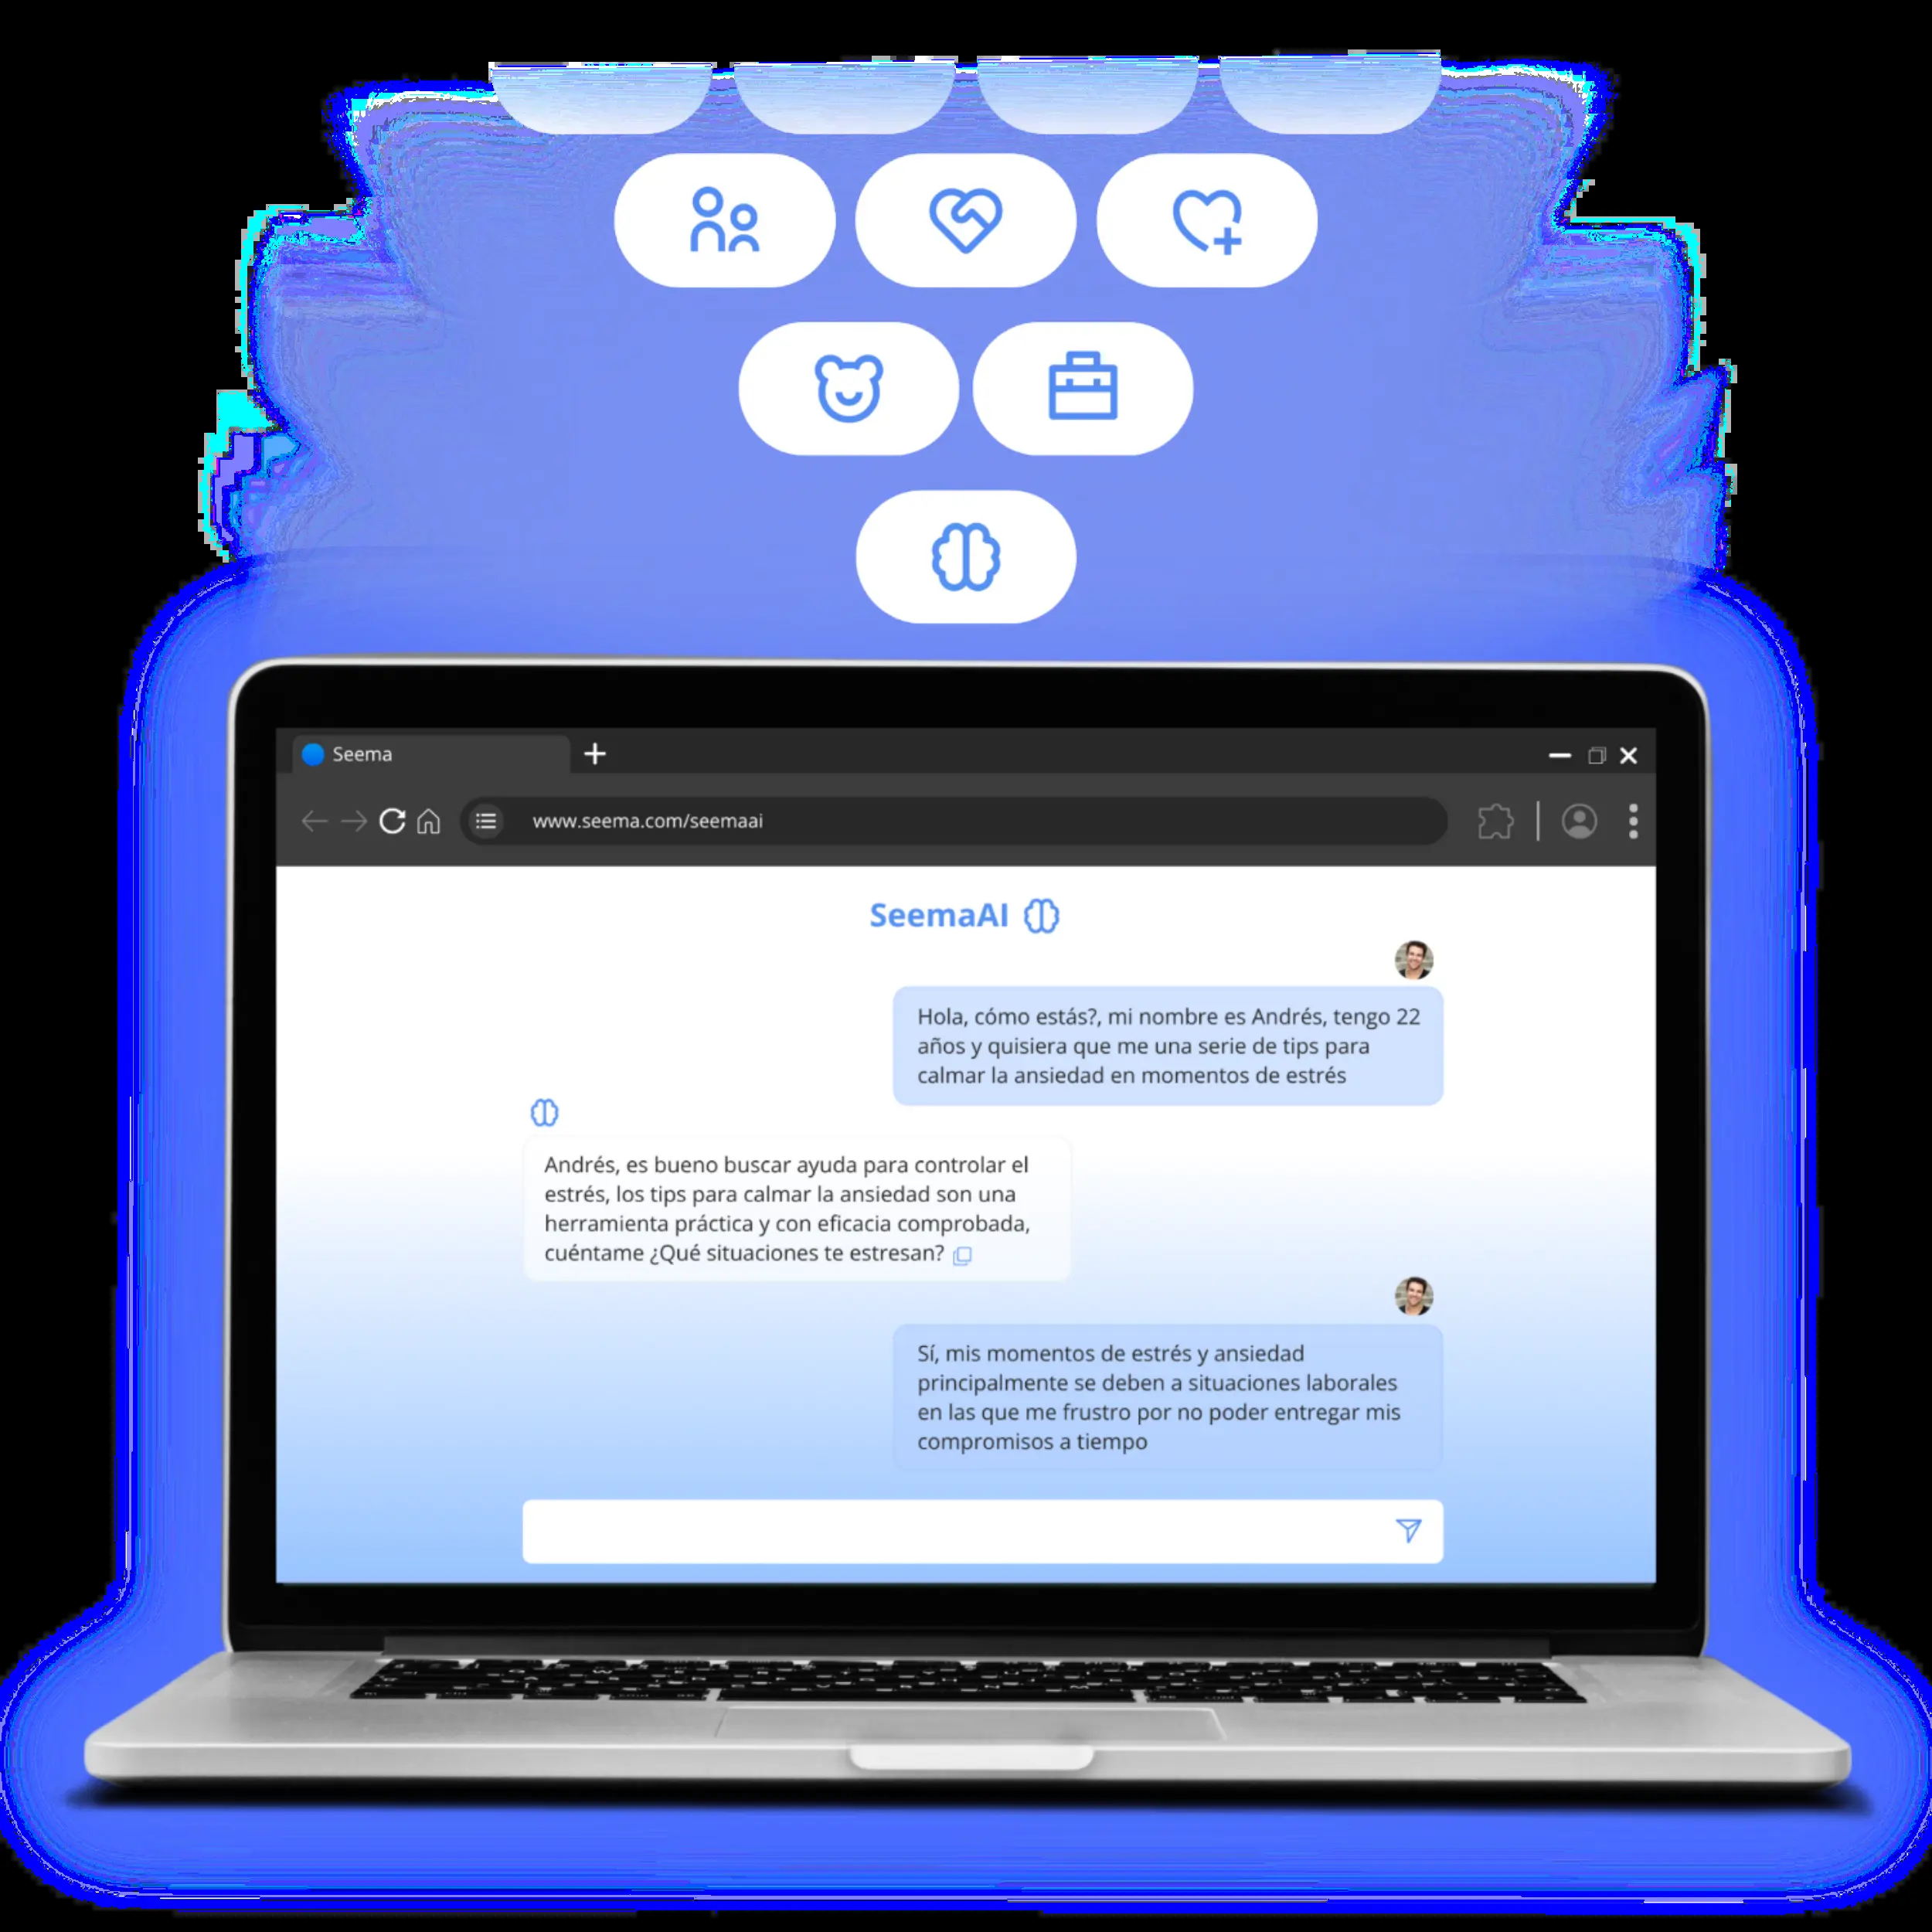 Seema
www.seema.com/seemaai
SeemaAI
Hola, cómo estás?, mi nombre es Andrés, tengo 22
años y quisiera que me una serie de tips para
calmar la ansiedad en momentos de estrés
Andrés, es bueno buscar ayuda para controlar el
estrés, los tips para calmar la ansiedad son una
herramienta práctica y con eficacia comprobada,
cuéntame ¿Qué situaciones te estresan?
Sí, mis momentos de estrés y ansiedad
principalmente se deben a situaciones laborales
en las que me frustro por no poder entregar mis
compromisos a tiempo